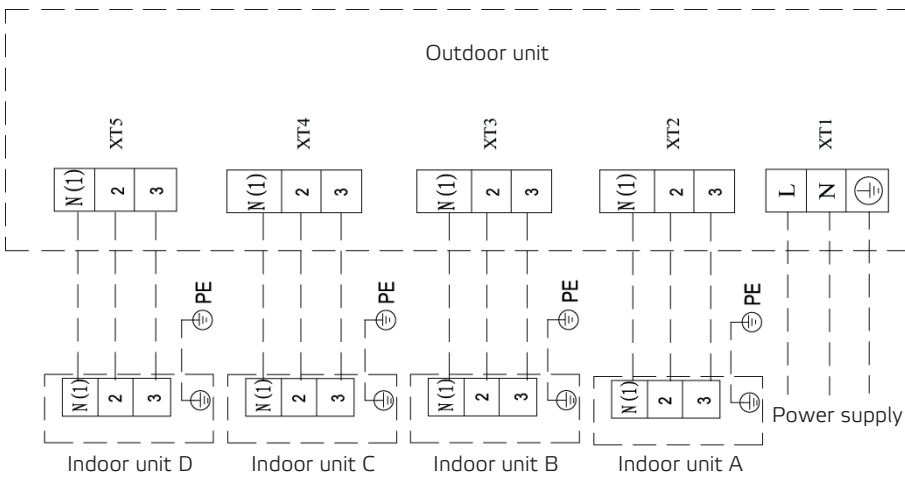 Outdoor unit
XT5 XT4 XT3 XT2 XT1
N (1) 2 3 N (1) 2 3 N (1) 2 3 N (1) 2 3 L N
PE PE PE PE
N (1) 2 3 N (1) 2 3 N (1) 2 3 N (1) 2 3
Power supply
Indoor unit D Indoor unit C Indoor unit B Indoor unit A